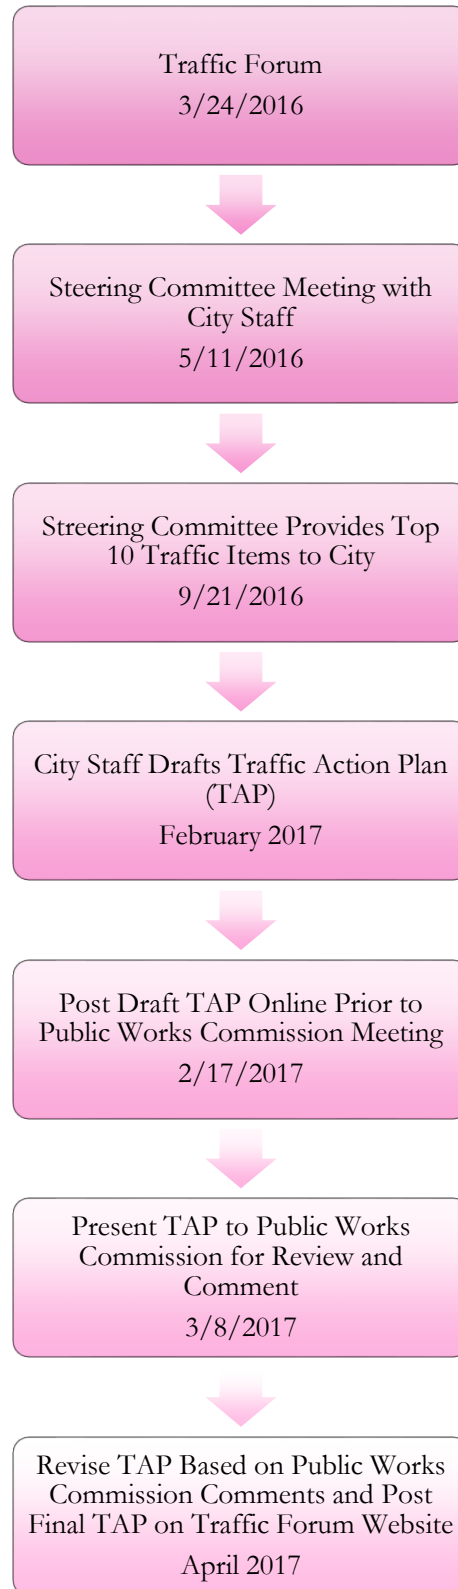 Traffic Forum
3/24/2016
Steering Committee Meeting with
City Staff
5/11/2016
Streering Committee Provides Top
10 Traffic Items to City
9/21/2016
City Staff Drafts Traffic Action Plan
(TAP)
February 2017
Post Draft TAP Online Prior to
Public Works Commission Meeting
2/17/2017
Present TAP to Public Works
Commission for Review and
Comment
3/8/2017
Revise TAP Based on Public Works
Commission Comments and Post
Final TAP on Traffic Forum Website
April 2017